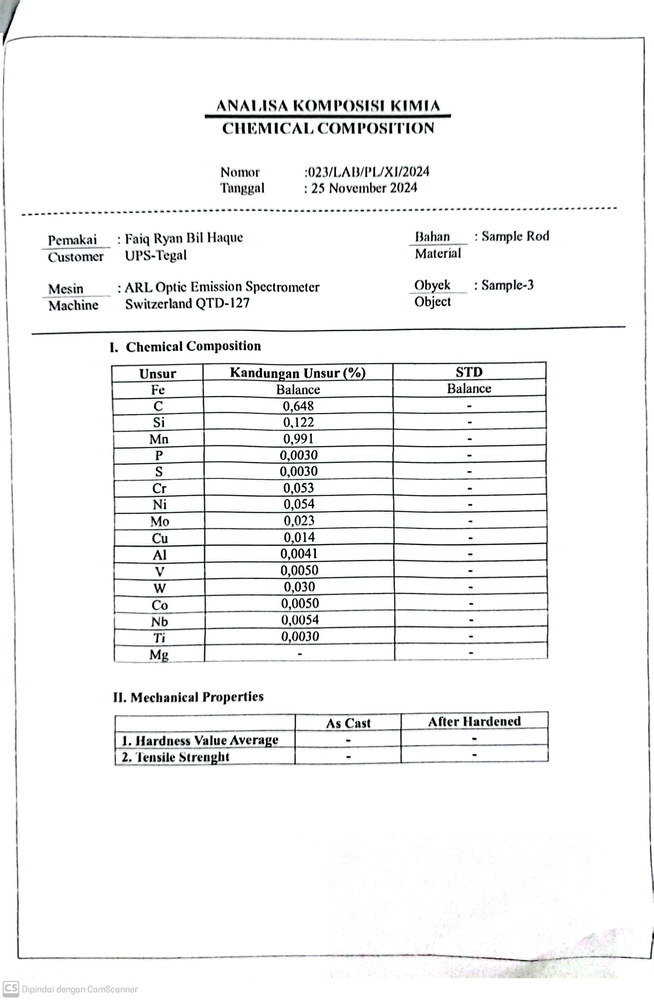 ANALISA KOMPOSISI KIMIA
CHEMICAL COMPOSITION
Nomor :023/LAB/PL/XI/2024
Tanggal : 25 November 2024
Pemakai : Faiq Ryan Bil Haque
Customer UPS-Tegal
Bahan : Sample Rod
Material
Mesin : ARL Optic Emission Spectrometer
Machine Switzerland QTD-127
Obyek : Sample-3
Object
I. Chemical Composition
Unsur Kandungan Unsur (%) STD
Fe Balance Balance
C 0,648 -
Si 0,122 -
Mn 0,991 -
P 0,0030 -
S 0,0030 -
Cr 0,053 -
Ni 0,054 -
Mo 0,023 -
Cu 0,014 -
Al 0,0041 -
V 0,0050 -
W 0,030 -
Co 0,0050 -
Nb 0,0054 -
Ti 0,0030 -
Mg - -
II. Mechanical Properties
As Cast After Hardened
1. Hardness Value Average - -
2. Tensile Strenght - -
CS Dipindai dengan CamScanner